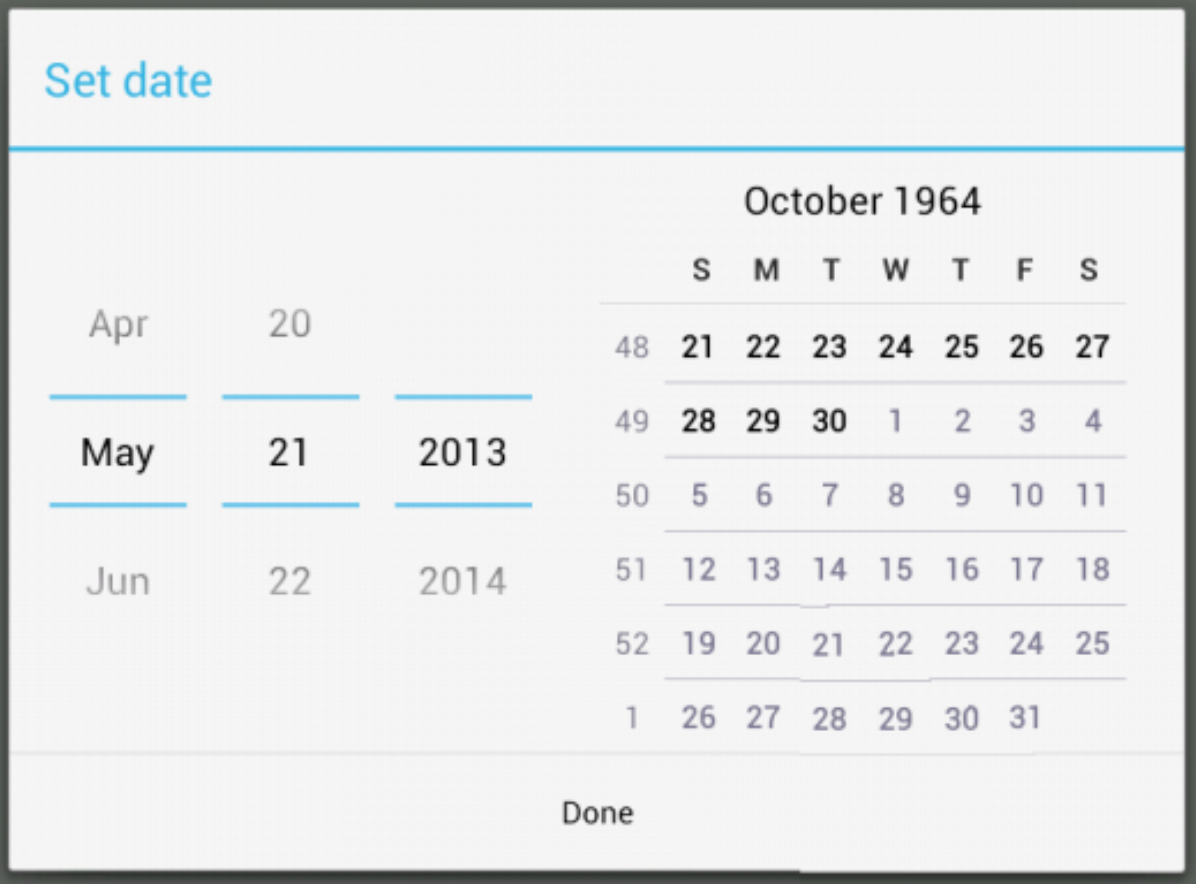 Set date
October 1964
S M T W T F S
Apr 20
48 21 22 23 24 25 26 27
49 28 29 30 1 2 3 4
May 21 2013
50 5 6 7 8 9 10 11
Jun 22 2014
51 12 13 14 15 16 17 18
52 19 20 21 22 23 24 25
1 26 27 28 29 30 31
Done